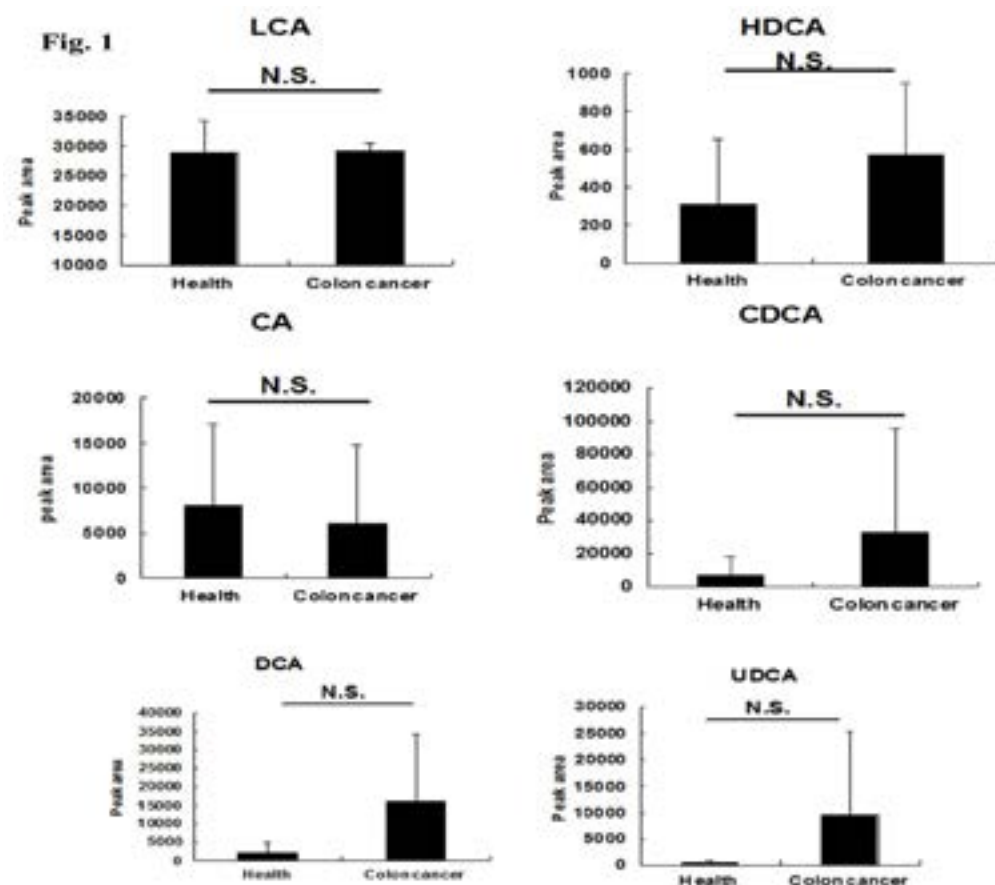 Fig. 1
LCA
N.S.
Peak area
35000
30000
25000
20000
15000
10000
Health
Colon cancer
HDCA
N.S.
Peak area
1000
800
600
400
200
0
Health
Colon cancer
CA
N.S.
peak area
20000
15000
10000
5000
0
Health
Colon cancer
CDCA
N.S.
Peak area
120000
100000
80000
60000
40000
20000
0
Health
Colon cancer
DCA
N.S.
Peak area
40000
35000
30000
25000
20000
15000
10000
5000
0
Health
Colon cancer
UDCA
N.S.
Peak area
30000
25000
20000
15000
10000
5000
0
Health
Colon cancer